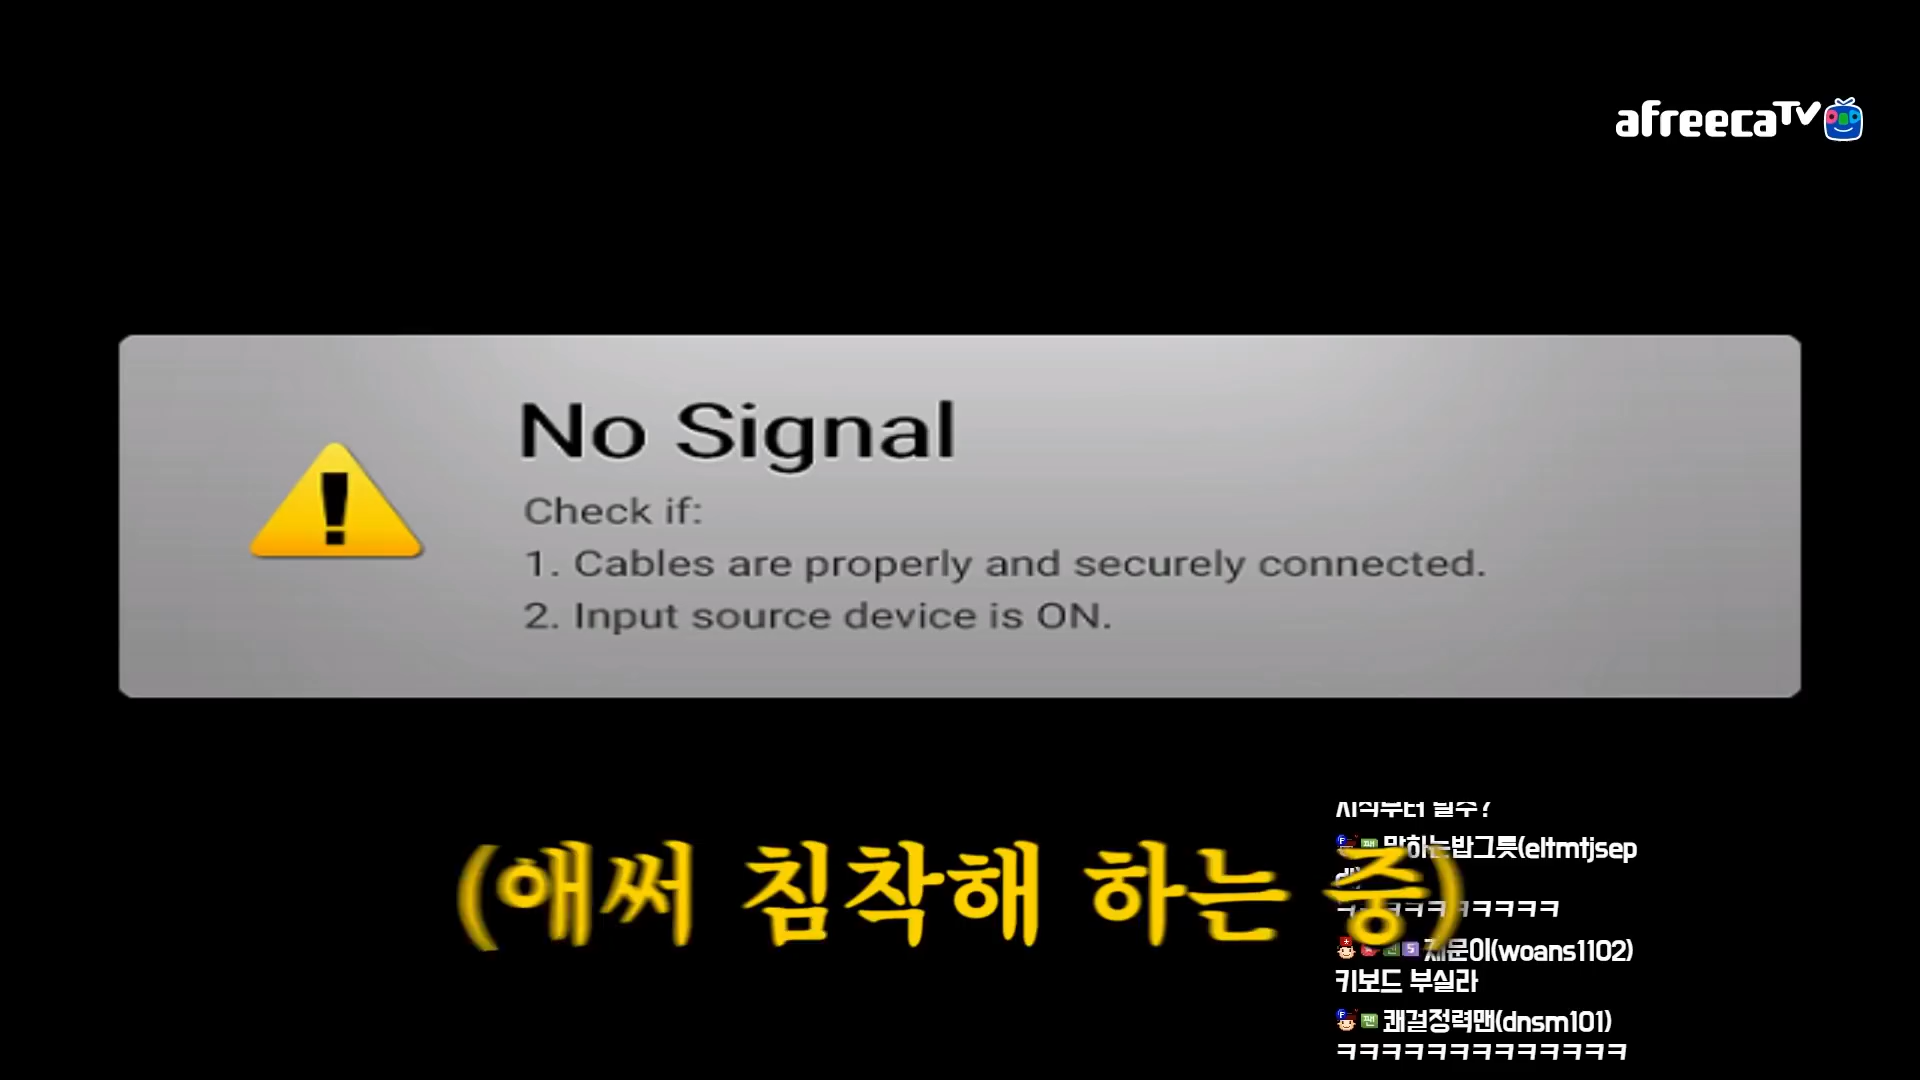 afreecaTV
No Signal
Check if:
1. Cables are properly and securely connected.
2. Input source device is ON.
(애써 침착해 하는 중)
말하는밥그릇(eltmtjsep
ㅋㅋㅋㅋㅋㅋㅋㅋㅋㅋ
재문이(woans1102)
키보드 부실라
쾌걸정력맨(dnsm101)
ㅋㅋㅋㅋㅋㅋㅋㅋㅋㅋㅋㅋㅋ